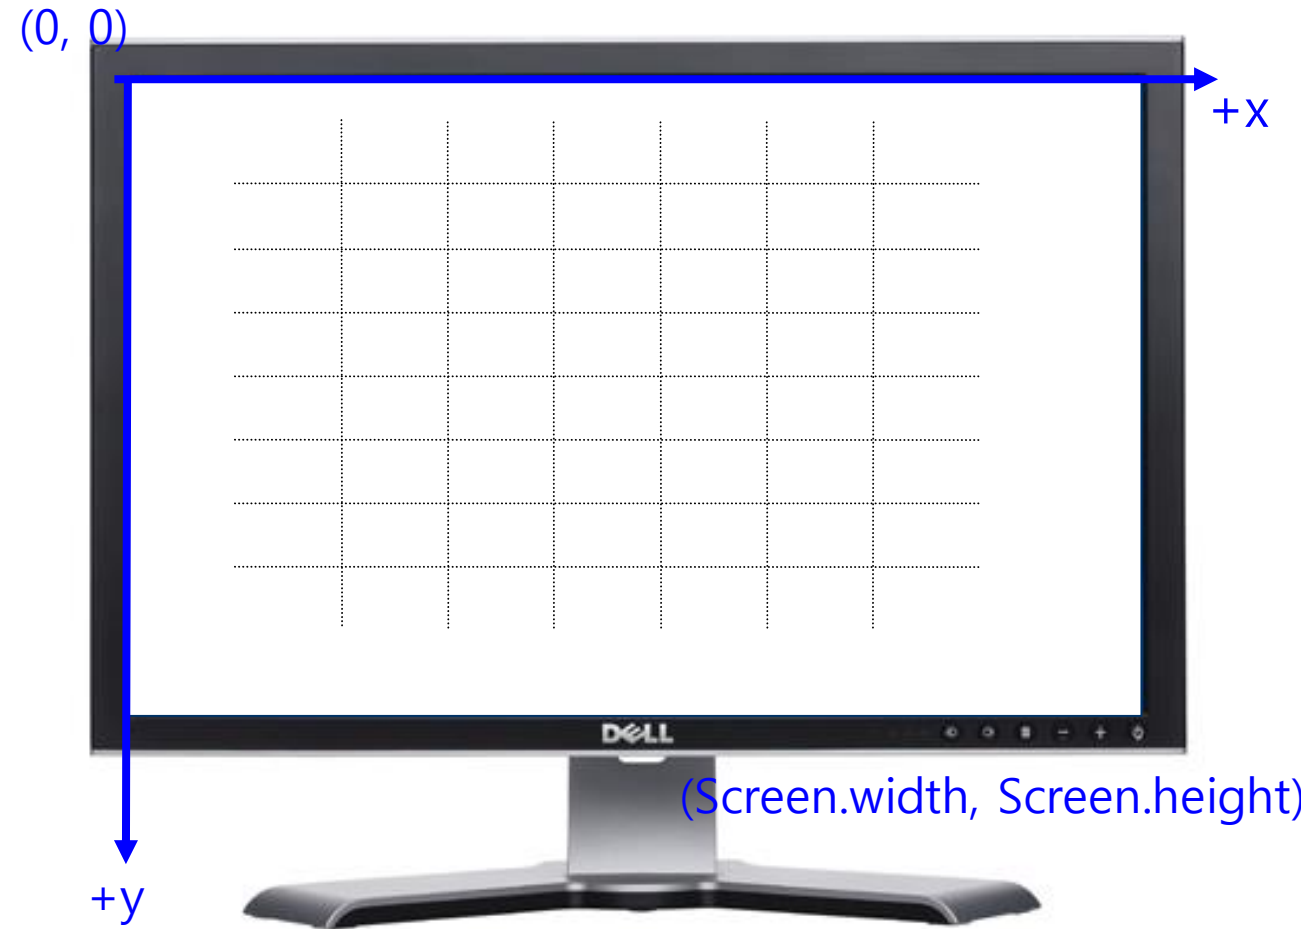 (0, 0)
+x
DELL
(Screen.width, Screen.height)
+y